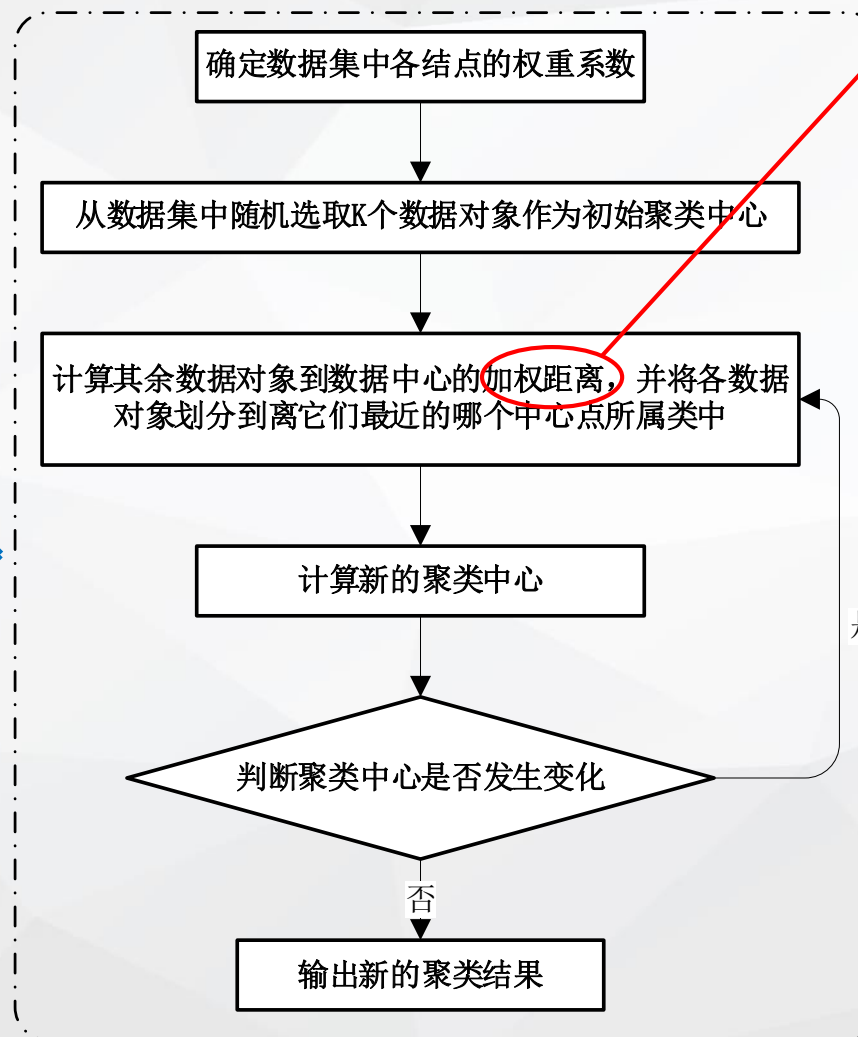 确定数据集中各结点的权重系数
从数据集中随机选取K个数据对象作为初始聚类中心
计算其余数据对象到数据中心的加权距离，并将各数据
对象划分到离它们最近的哪个中心点所属类中
计算新的聚类中心
判断聚类中心是否发生变化
否
输出新的聚类结果